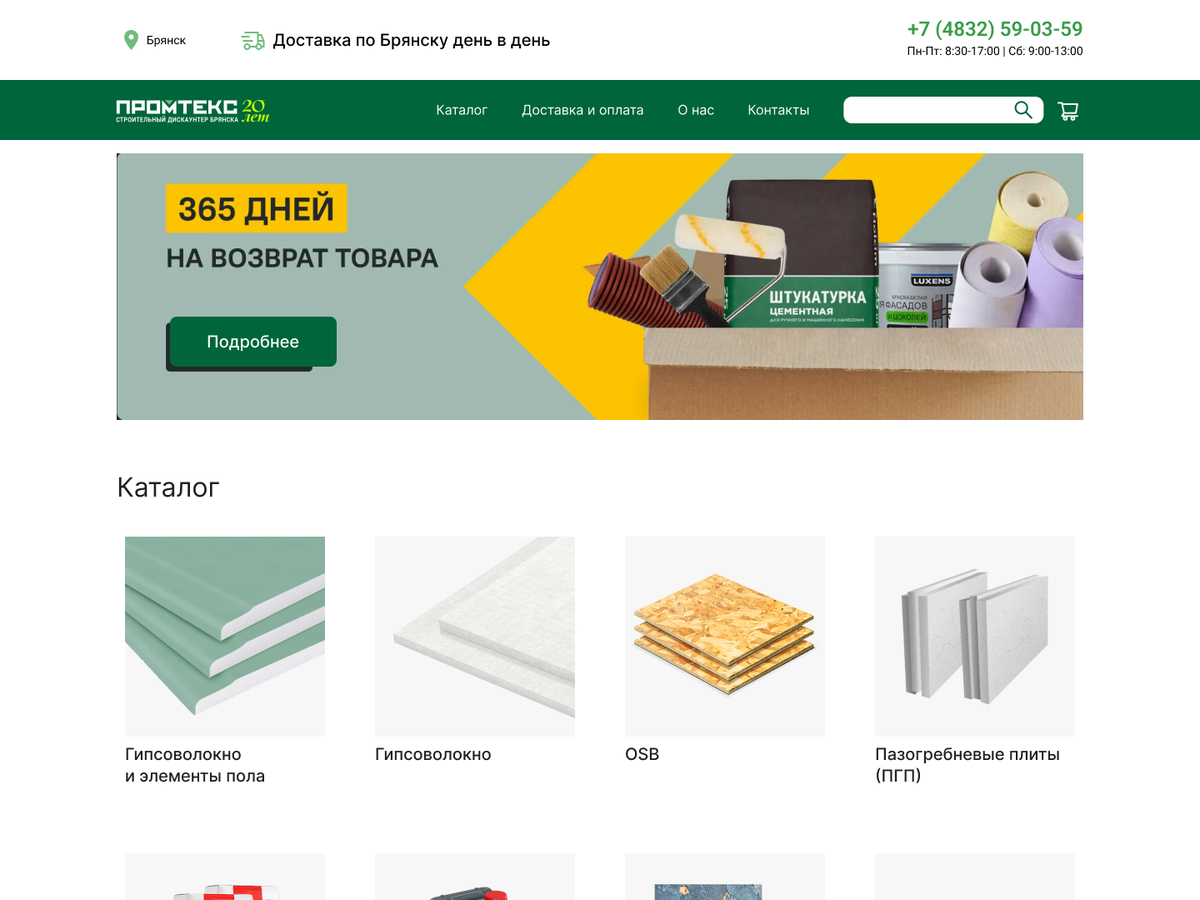 Брянск
Доставка по Брянску день в день
+7 (4832) 59-03-59
Пн-Пт: 8:30-17:00 | Сб: 9:00-13:00
ПРОМТЕКС 20 лет
СТРОИТЕЛЬНЫЙ ДИСКАУНТЕР БРЯНСКА
Каталог
Доставка и оплата
О нас
Контакты
365 ДНЕЙ
НА ВОЗВРАТ ТОВАРА
Подробнее
ШТУКАТУРКА
ЦЕМЕНТНАЯ
ДЛЯ РУЧНОГО И МАШИННОГО НАНЕСЕНИЯ
LUXENS
КРАСКА БЕЛАЯ
ФАСАДОВ
И ЦОКОЛЕЙ
Каталог
Гипсоволокно
и элементы пола
Гипсоволокно
OSB
Пазогребневые плиты
(ПГП)